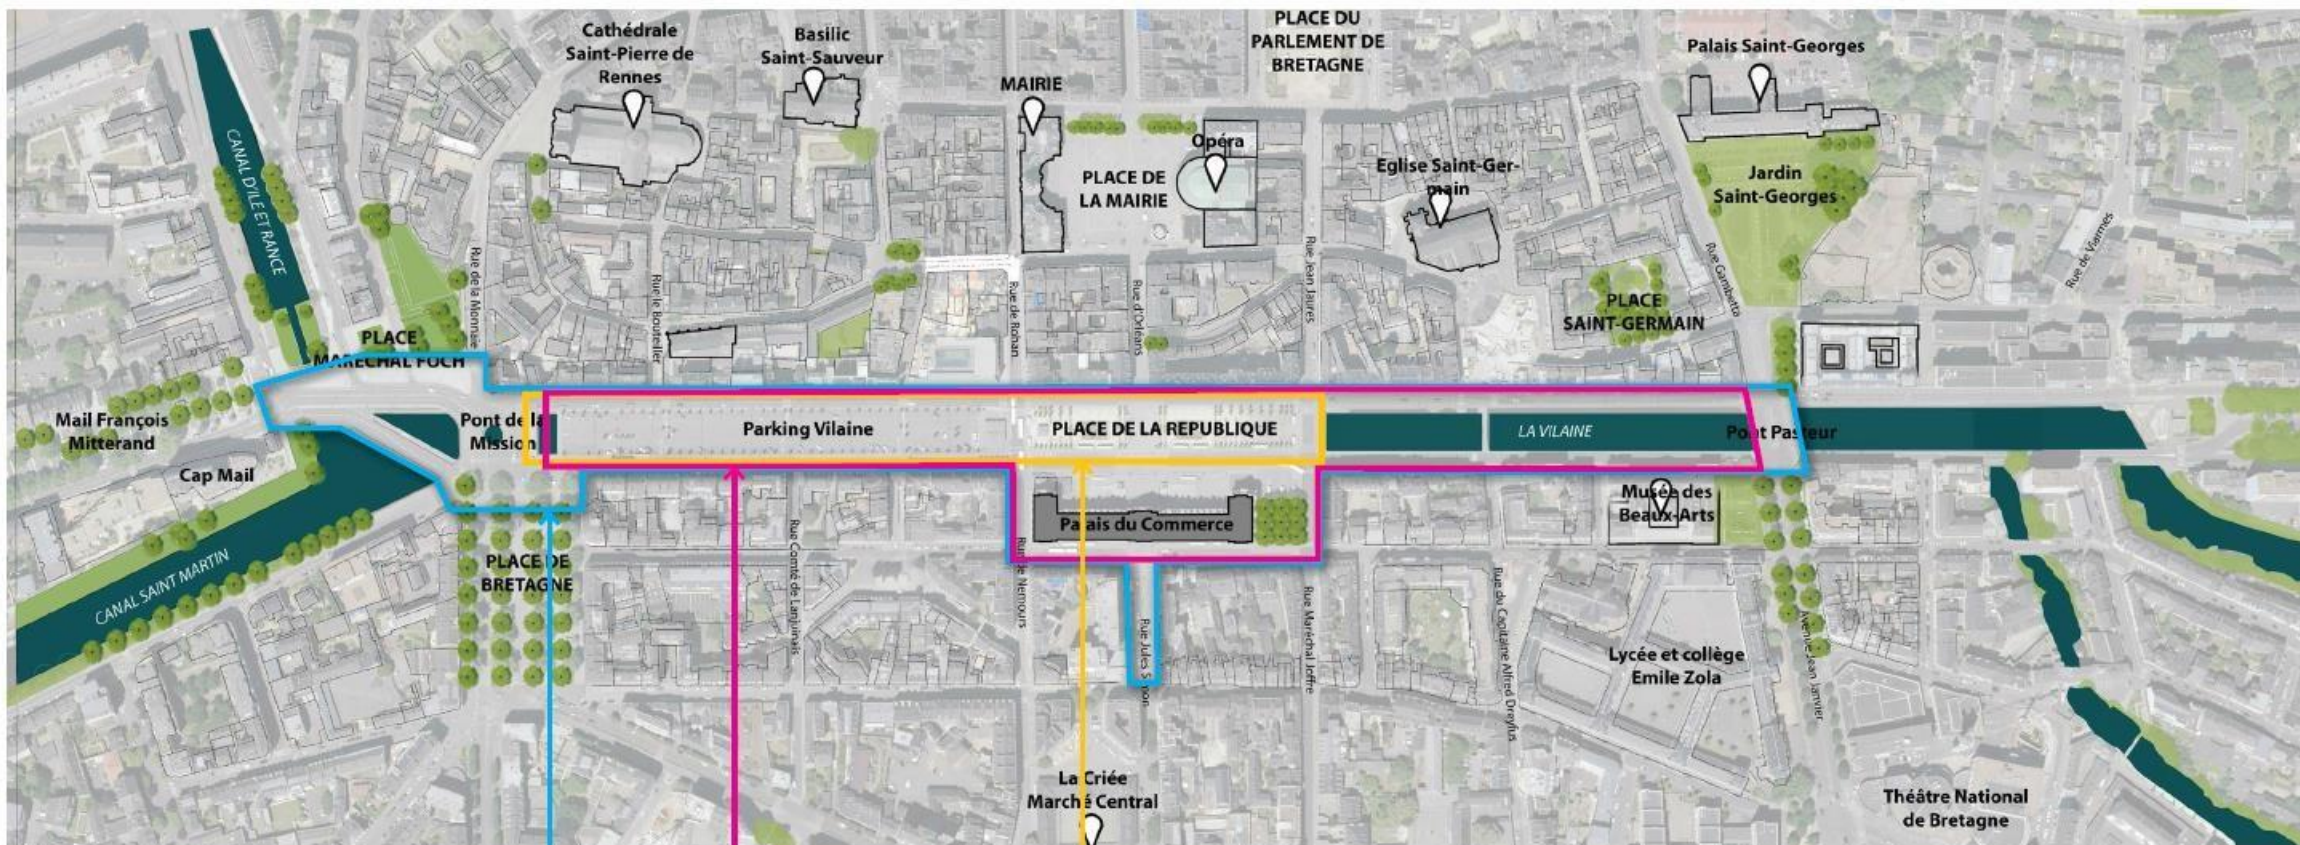 PLACE DU
PARLEMENT DE
BRETAGNE
Cathédrale
Saint-Pierre de
Rennes
Basilic
Saint-Sauveur
MAIRIE
Palais Saint-Georges
Opéra
PLACE DE
LA MAIRIE
Eglise Saint-Ger-
main
Jardin
Saint-Georges
CANAL D'ILE ET RANCE
Rue de la Monnaie
Rue le Bouteiller
Rue de Rohan
Rue d'Orléans
Rue Jean Jaures
Rue Gambetta
Rue de Viarmes
PLACE
SAINT-GERMAIN
PLACE
MARECHAL FOCH
Mail François
Mitterand
Pont de la
Mission
Parking Vilaine
PLACE DE LA REPUBLIQUE
LA VILAINE
Pont Pasteur
Cap Mail
Musée des
Beaux-Arts
Palais du Commerce
CANAL SAINT MARTIN
PLACE DE
BRETAGNE
Rue Comté de Lanjuinais
Rue de Nemours
Rue Jules Simon
Rue Maréchal Joffre
Rue du Capitaine Alfred Dreyfus
Lycée et collège
Emile Zola
Avenue Jean Janvier
La Criée
Marché Central
Théâtre National
de Bretagne